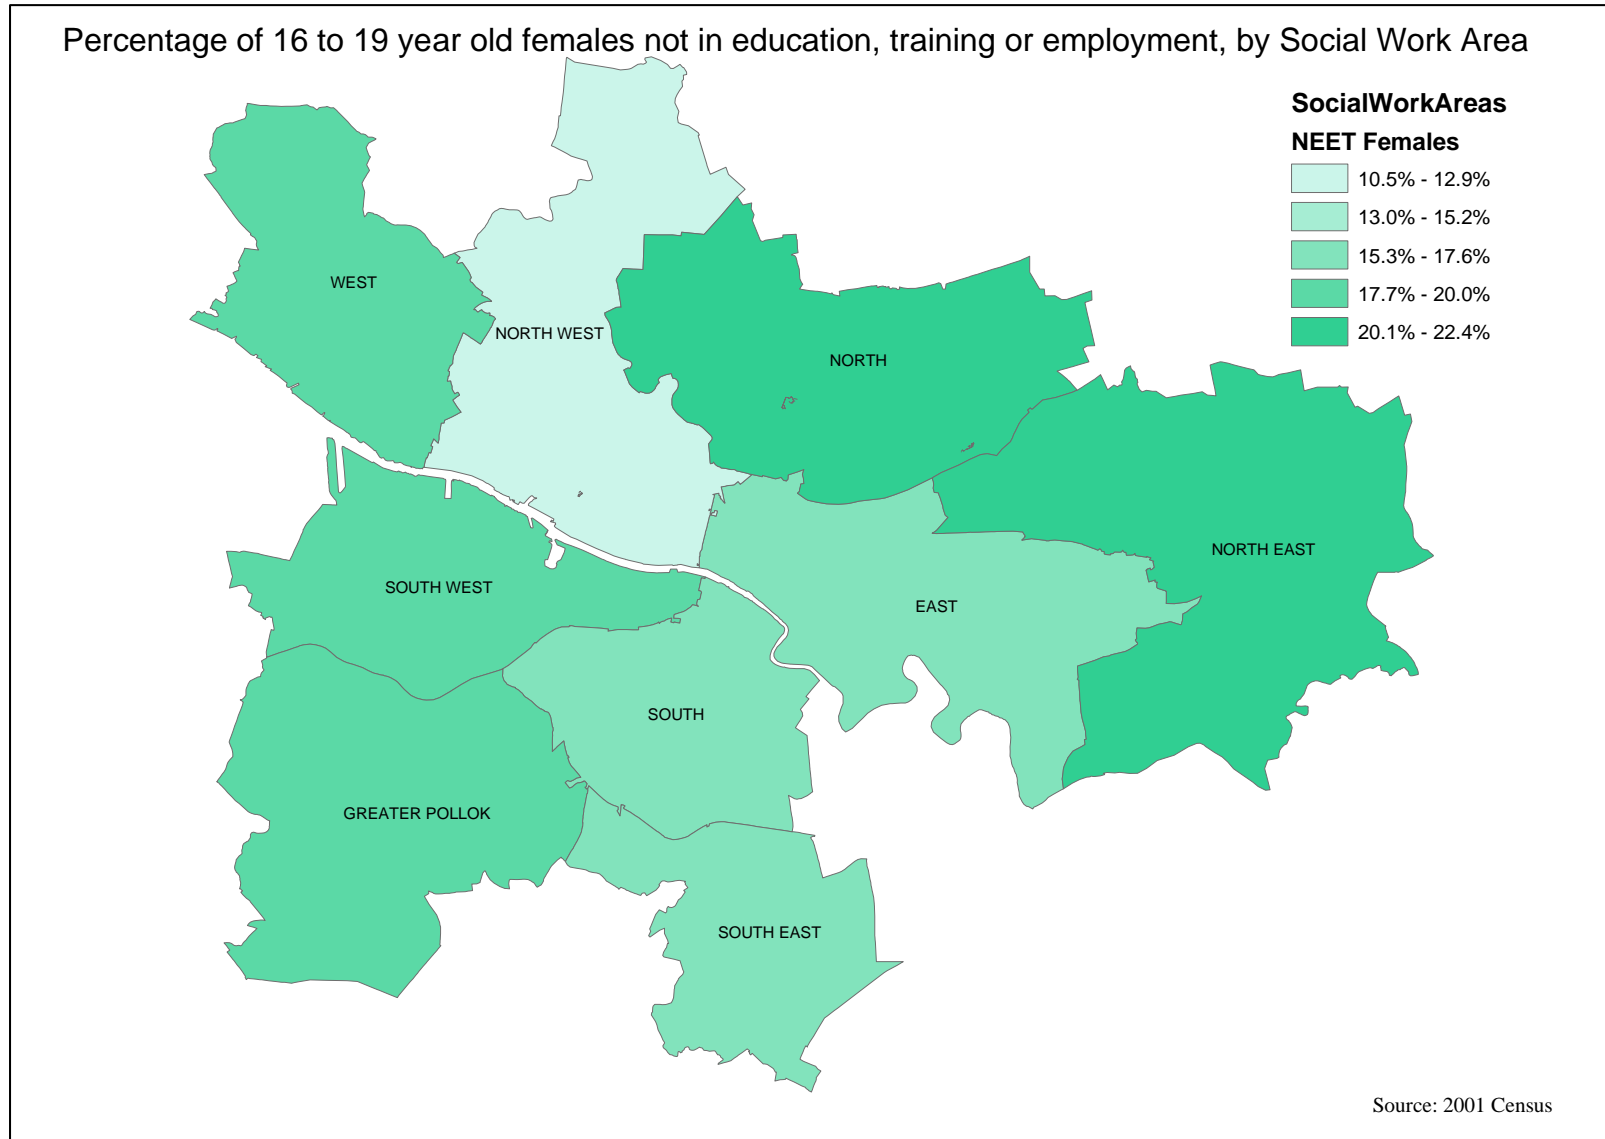 Percentage of 16 to 19 year old females not in education, training or employment, by Social Work Area
SocialWorkAreas
NEET Females
10.5% - 12.9%
13.0% - 15.2%
15.3% - 17.6%
17.7% - 20.0%
20.1% - 22.4%
WEST
NORTH WEST
NORTH
NORTH EAST
SOUTH WEST
EAST
SOUTH
GREATER POLLOK
SOUTH EAST
Source: 2001 Census